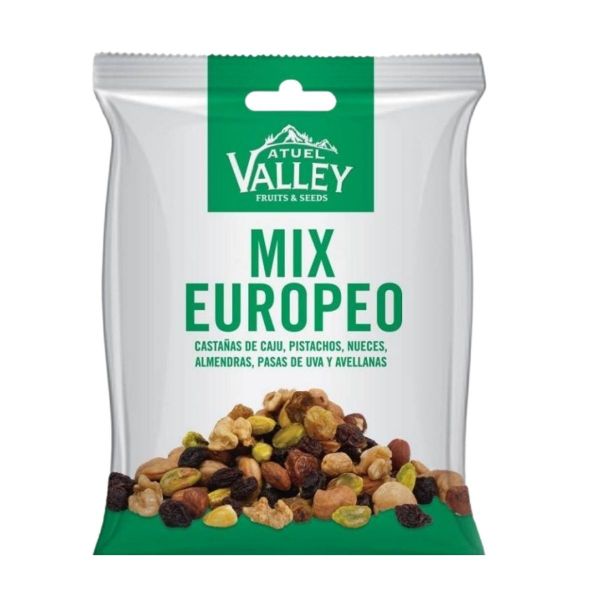 ATUEL
VALLEY
FRUITS & SEEDS
MIX
EUROPEO
CASTAÑAS DE CAJU, PISTACHOS, NUECES,
ALMENDRAS, PASAS DE UVA Y AVELLANAS